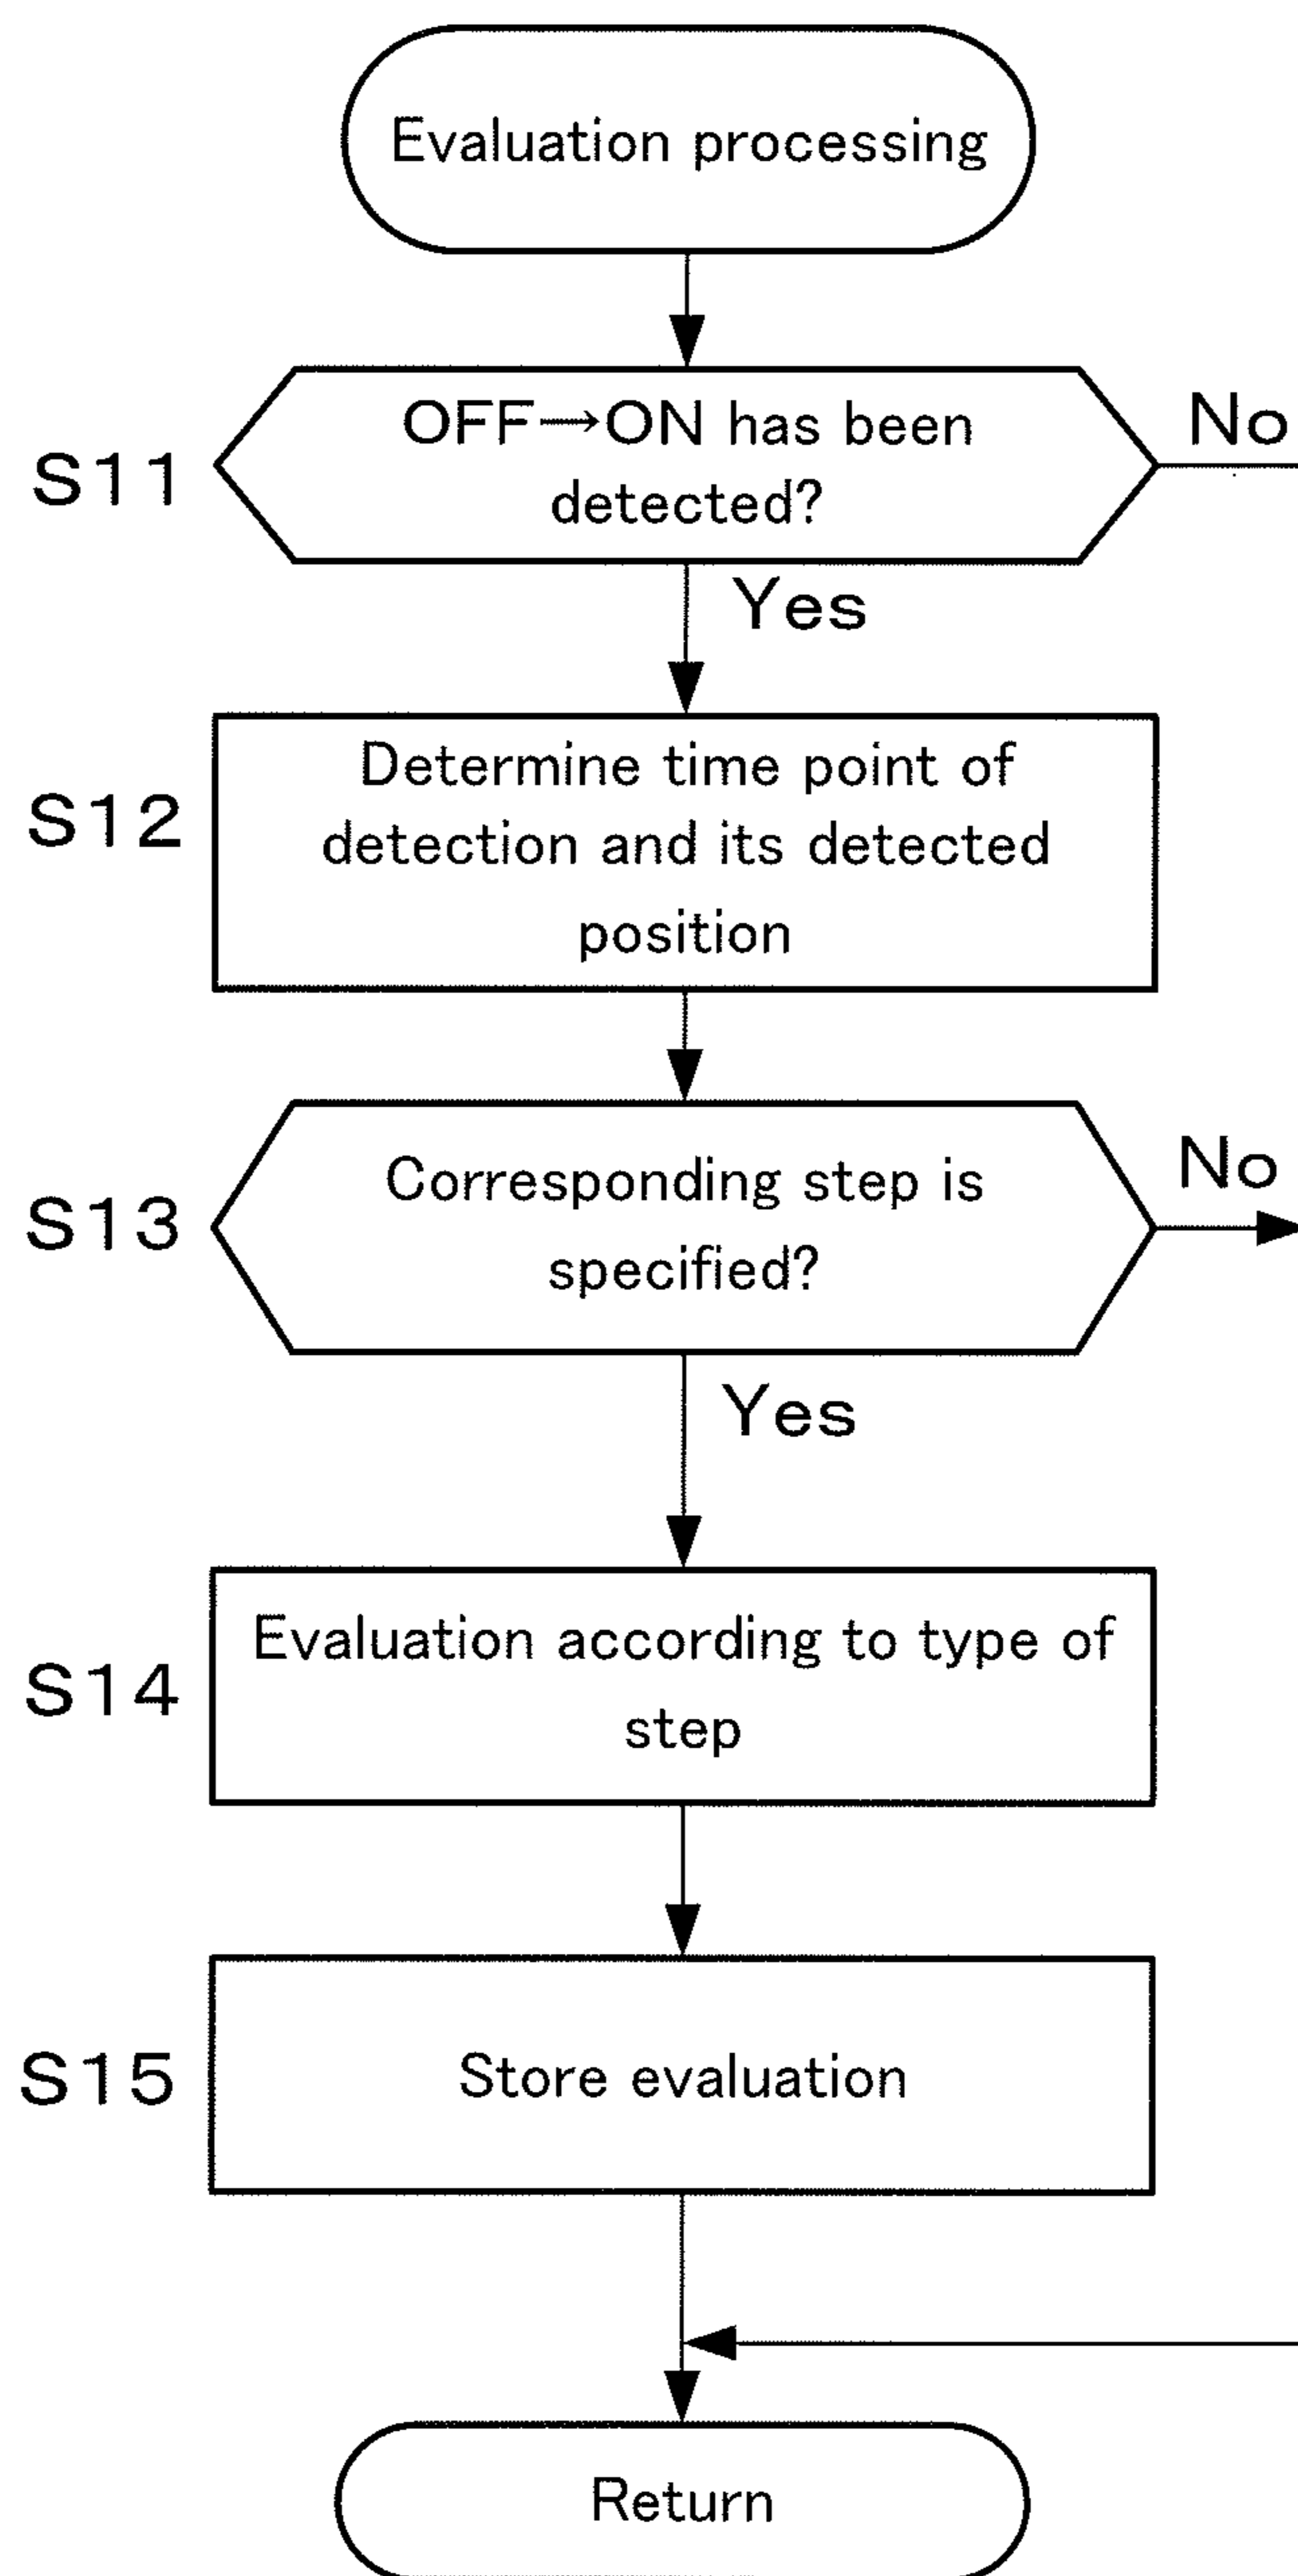 Evaluation processing
S11
OFF→ON has been
detected?
No
Yes
S12
Determine time point of
detection and its detected
position
S13
Corresponding step is
specified?
No
Yes
S14
Evaluation according to type of
step
S15
Store evaluation
Return